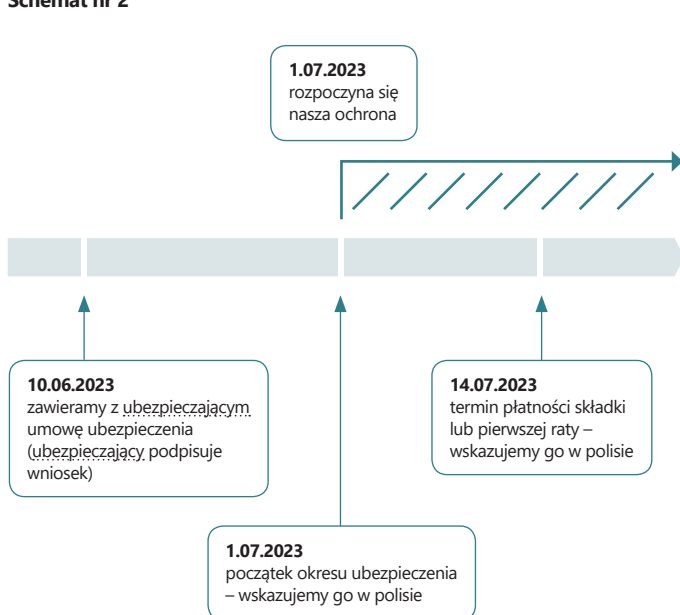 Schemat nr 2
1.07.2023
rozpoczyna się
nasza ochrona
10.06.2023
zawieramy z ubezpieczającym
umowę ubezpieczenia
(ubezpieczający podpisuje
wniosek)
14.07.2023
termin płatności składki
lub pierwszej raty –
wskazujemy go w polisie
1.07.2023
początek okresu ubezpieczenia
– wskazujemy go w polisie